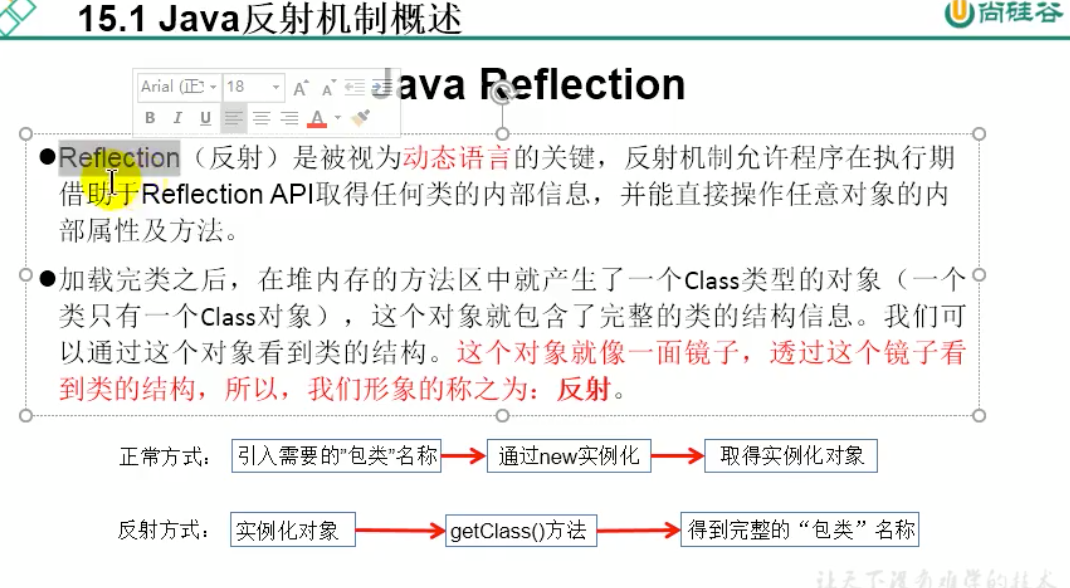 15.1 Java反射机制概述
尚硅谷
Java Reflection
Arial (正 18 A A
B I U A
●Reflection（反射）是被视为动态语言的关键，反射机制允许程序在执行期
借助于Reflection API取得任何类的内部信息，并能直接操作任意对象的内
部属性及方法。
●加载完类之后，在堆内存的方法区中就产生了一个Class类型的对象（一个
类只有一个Class对象），这个对象就包含了完整的类的结构信息。我们可
以通过这个对象看到类的结构。这个对象就像一面镜子，透过这个镜子看
到类的结构，所以，我们形象的称之为：反射。
正常方式： 引入需要的”包类”名称 通过new实例化 取得实例化对象
反射方式： 实例化对象 getClass()方法 得到完整的“包类”名称
让天下没有难学的技术